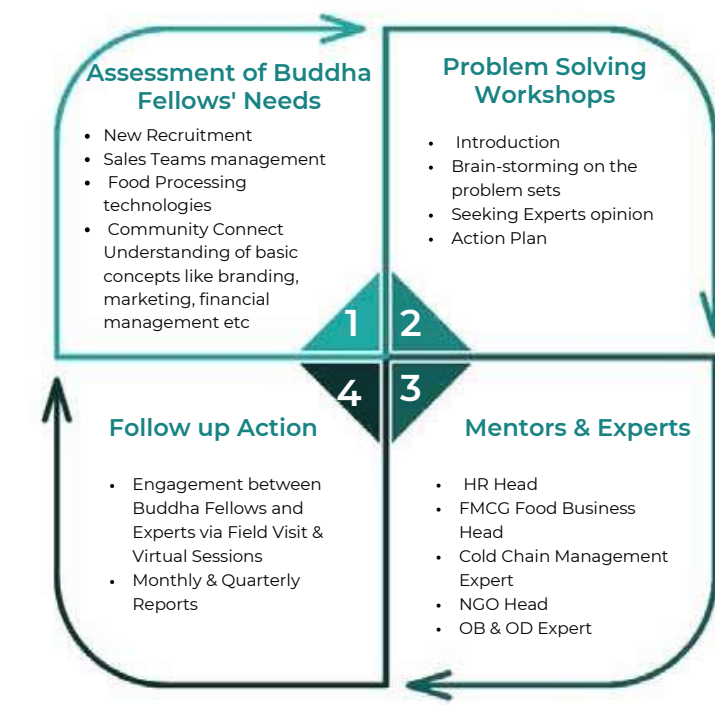 Assessment of Buddha
Fellows' Needs
• New Recruitment
• Sales Teams management
• Food Processing
technologies
• Community Connect
Understanding of basic
concepts like branding,
marketing, financial
management etc
1
Problem Solving
Workshops
• Introduction
• Brain-storming on the
problem sets
• Seeking Experts opinion
• Action Plan
2
3
Mentors & Experts
• HR Head
• FMCG Food Business
Head
• Cold Chain Management
Expert
• NGO Head
• OB & OD Expert
4
Follow up Action
• Engagement between
Buddha Fellows and
Experts via Field Visit &
Virtual Sessions
• Monthly & Quarterly
Reports